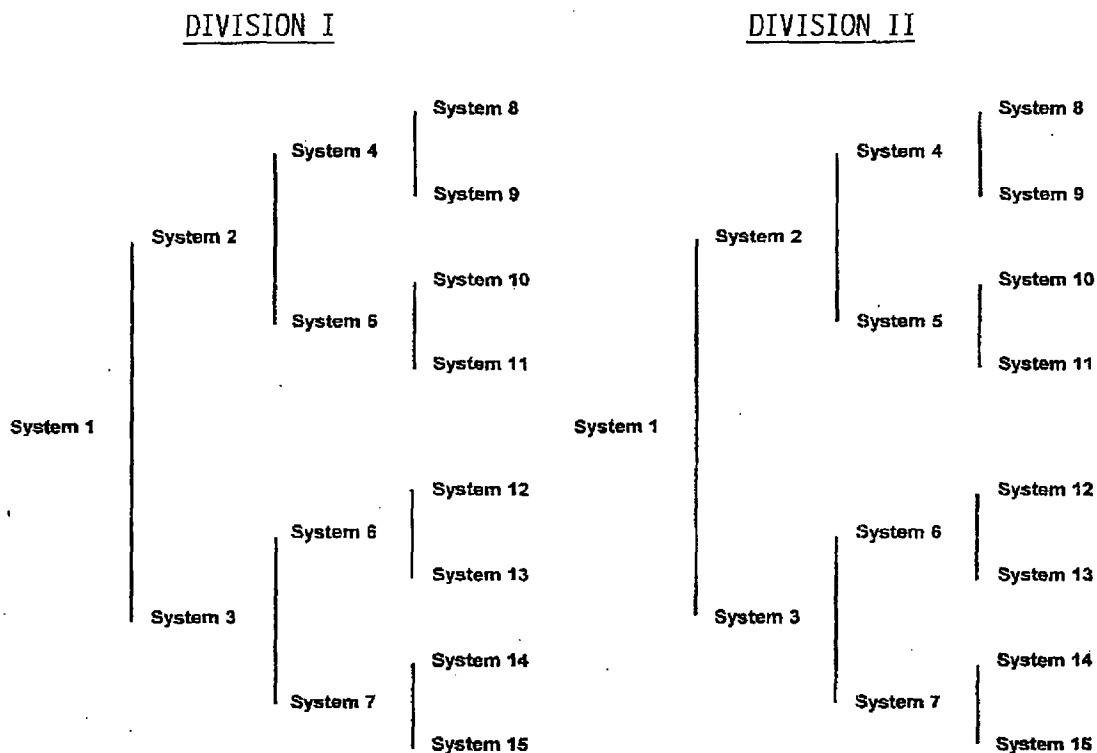 DIVISION I
System 8
System 4
System 9
System 2
System 10
System 5
System 11
System 1
System 12
System 6
System 13
System 3
System 14
System 7
System 15
DIVISION II
System 8
System 4
System 9
System 2
System 10
System 5
System 11
System 1
System 12
System 6
System 13
System 3
System 14
System 7
System 15